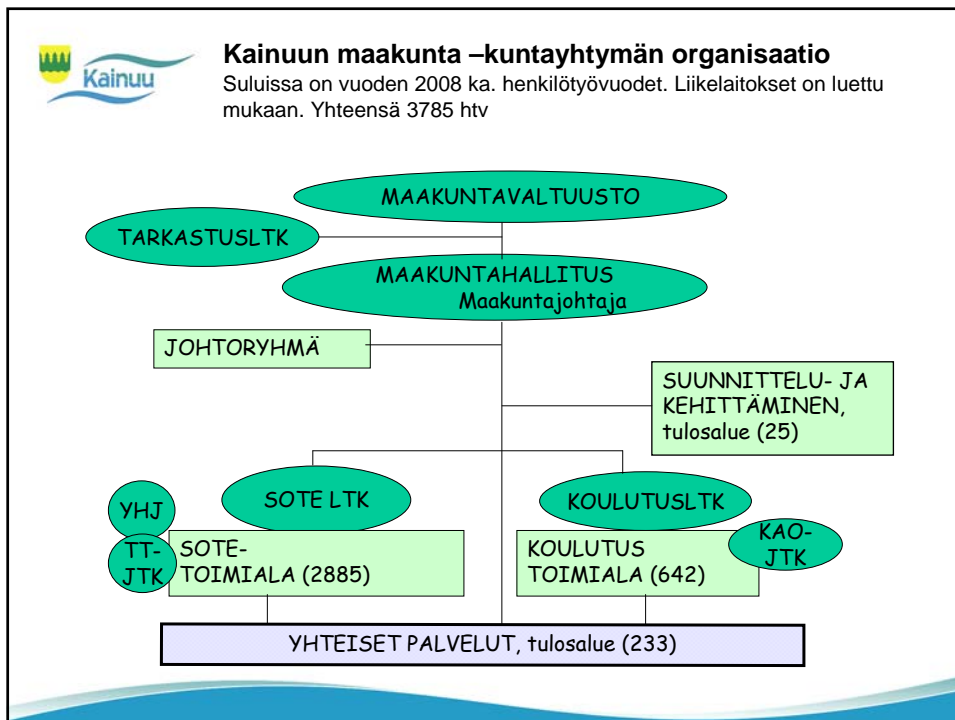 Kainuu
Kainuun maakunta –kuntayhtymän organisaatio
Suluissa on vuoden 2008 ka. henkilötyövuodet. Liikelaitokset on luettu
mukaan. Yhteensä 3785 htv
MAAKUNTAVALTUUSTO
TARKASTUSLTK
MAAKUNTAHALLITUS
Maakuntajohtaja
JOHTORYHMÄ
SUUNNITTELU- JA
KEHITTÄMINEN,
tulosalue (25)
SOTE LTK
KOULUTUSLTK
YHJ
TT-
JTK
SOTE-
TOIMIALA (2885)
KOULUTUS
TOIMIALA (642)
KAO-
JTK
YHTEISET PALVELUT, tulosalue (233)